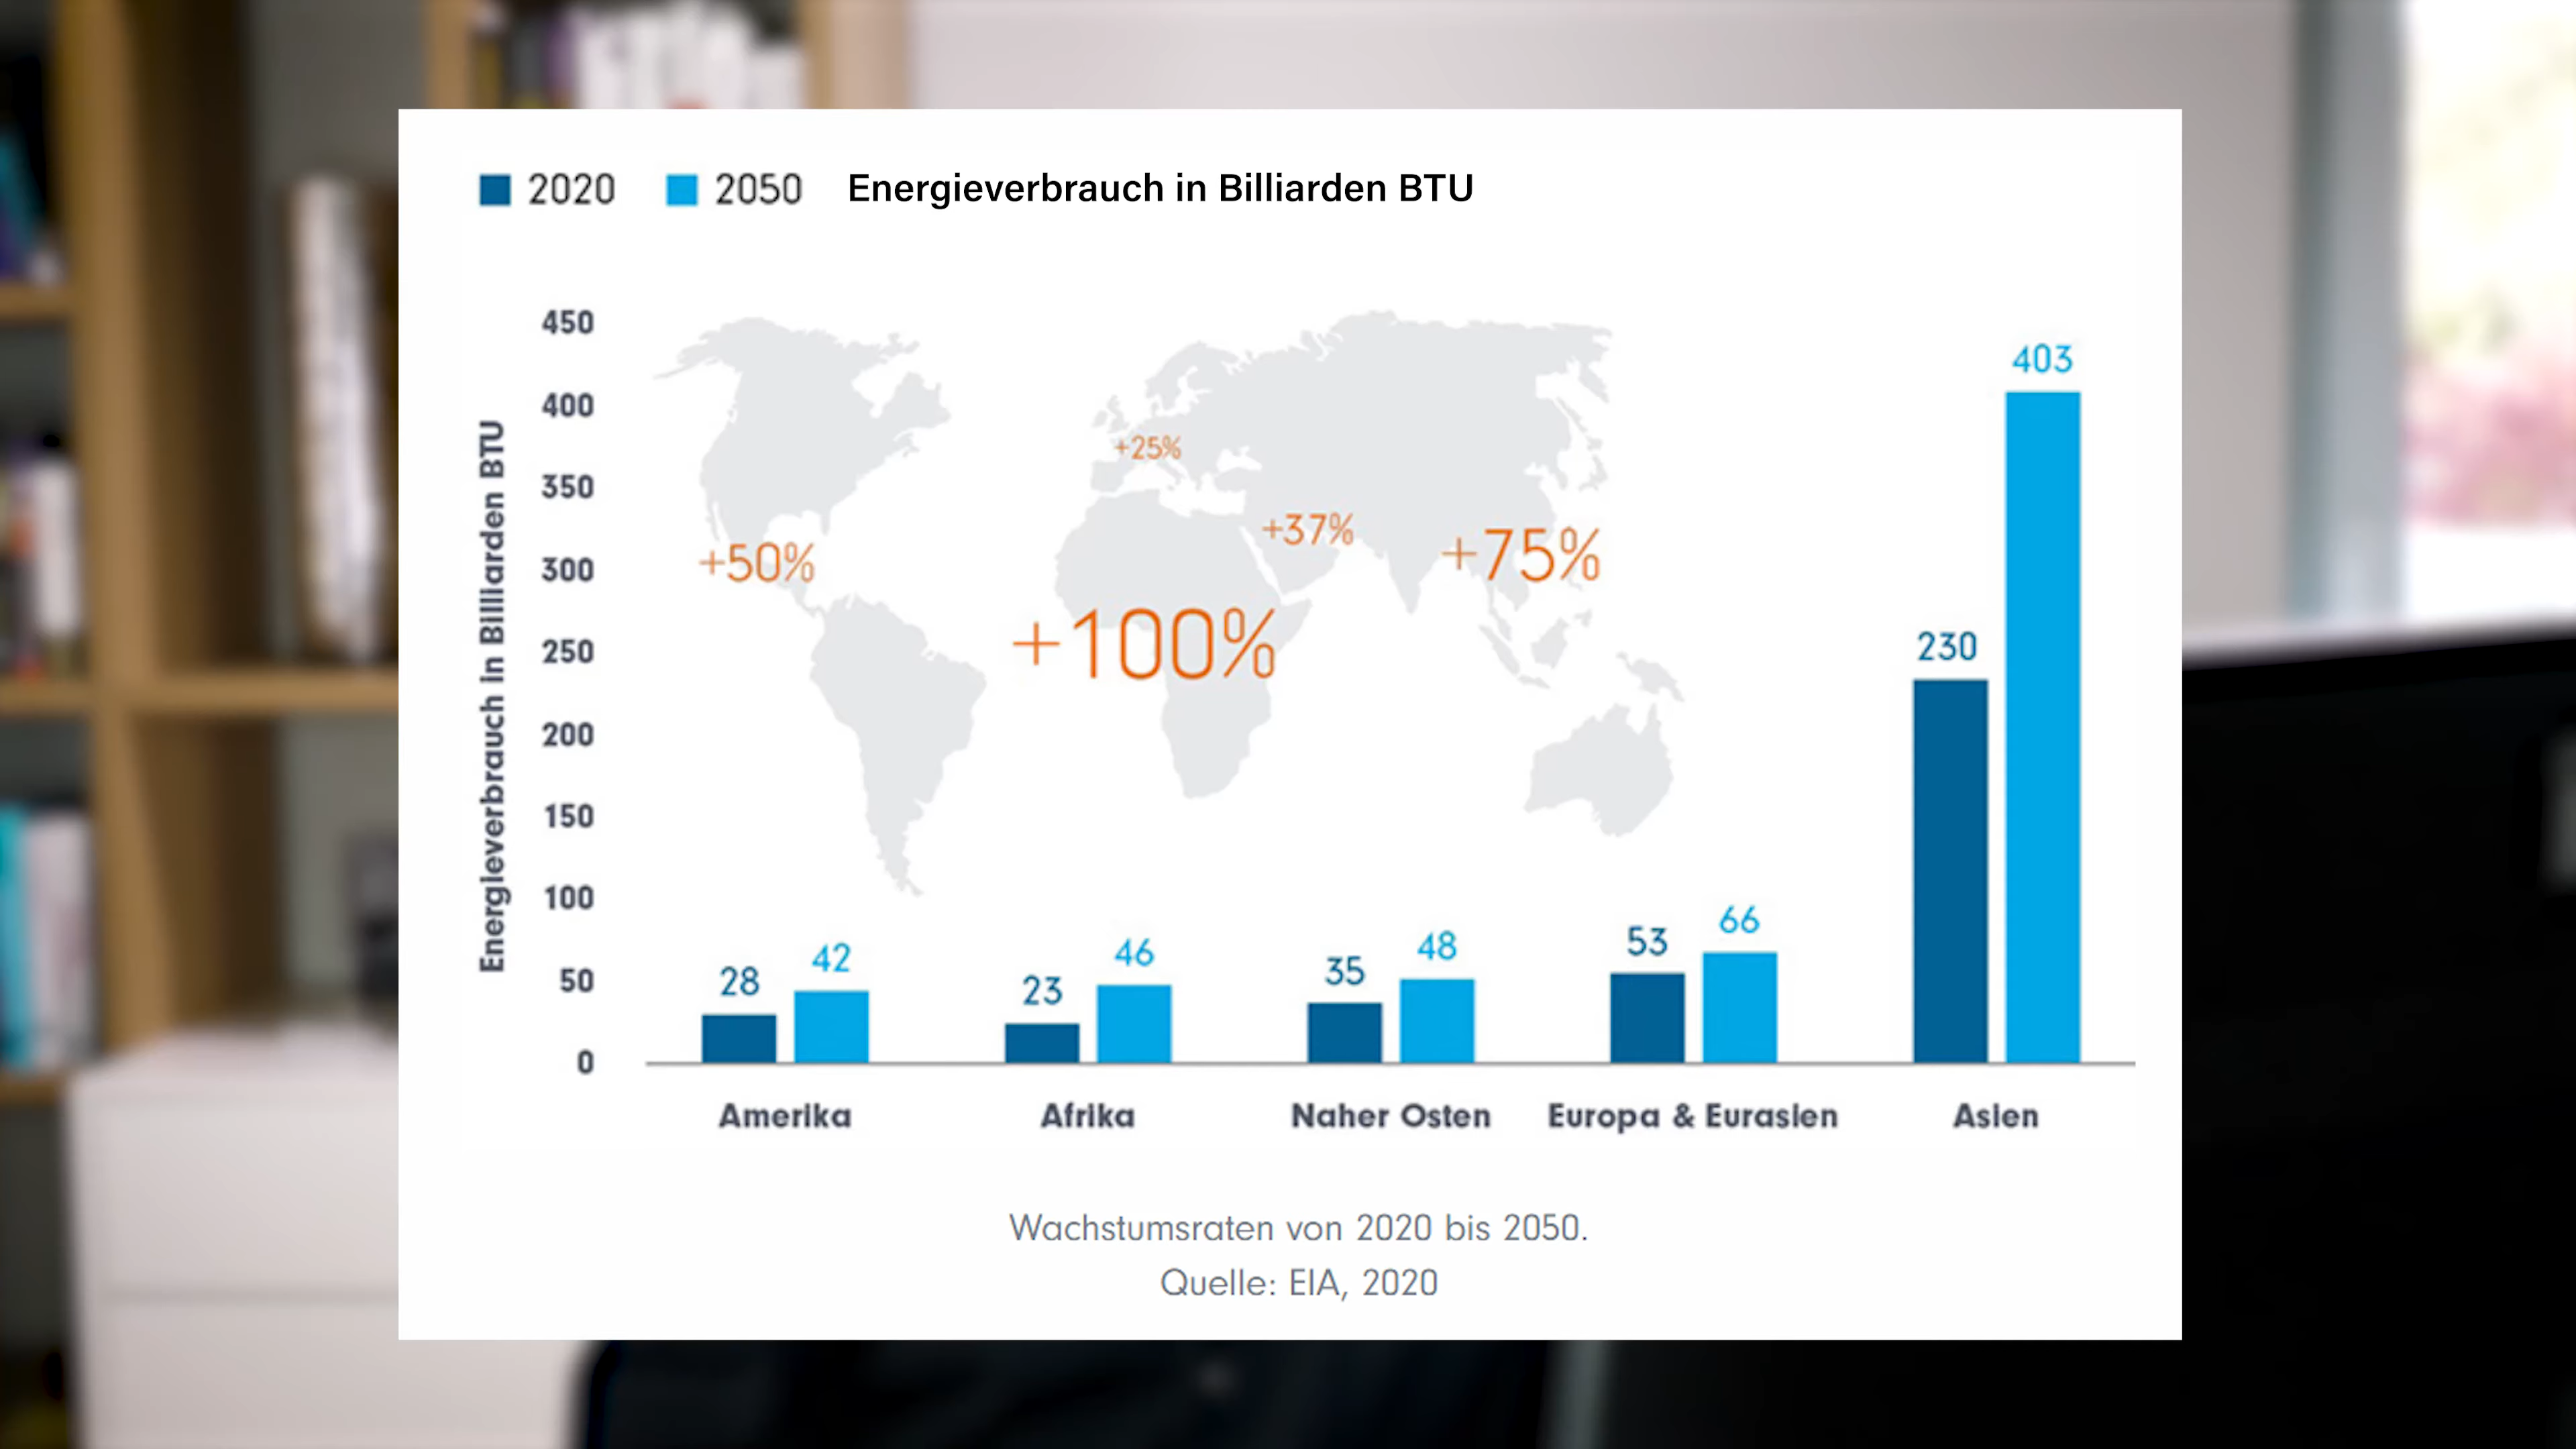 2020 2050 Energieverbrauch in Billiarden BTU
Energieverbrauch in Billiarden BTU
450
400
350
300
250
200
150
100
50
0
+25%
+37%
+50%
+75%
+100%
28 42 23 46 35 48 53 66 230 403
Amerika Afrika Naher Osten Europa & Eurasien Asien
Wachstumsraten von 2020 bis 2050.
Quelle: EIA, 2020